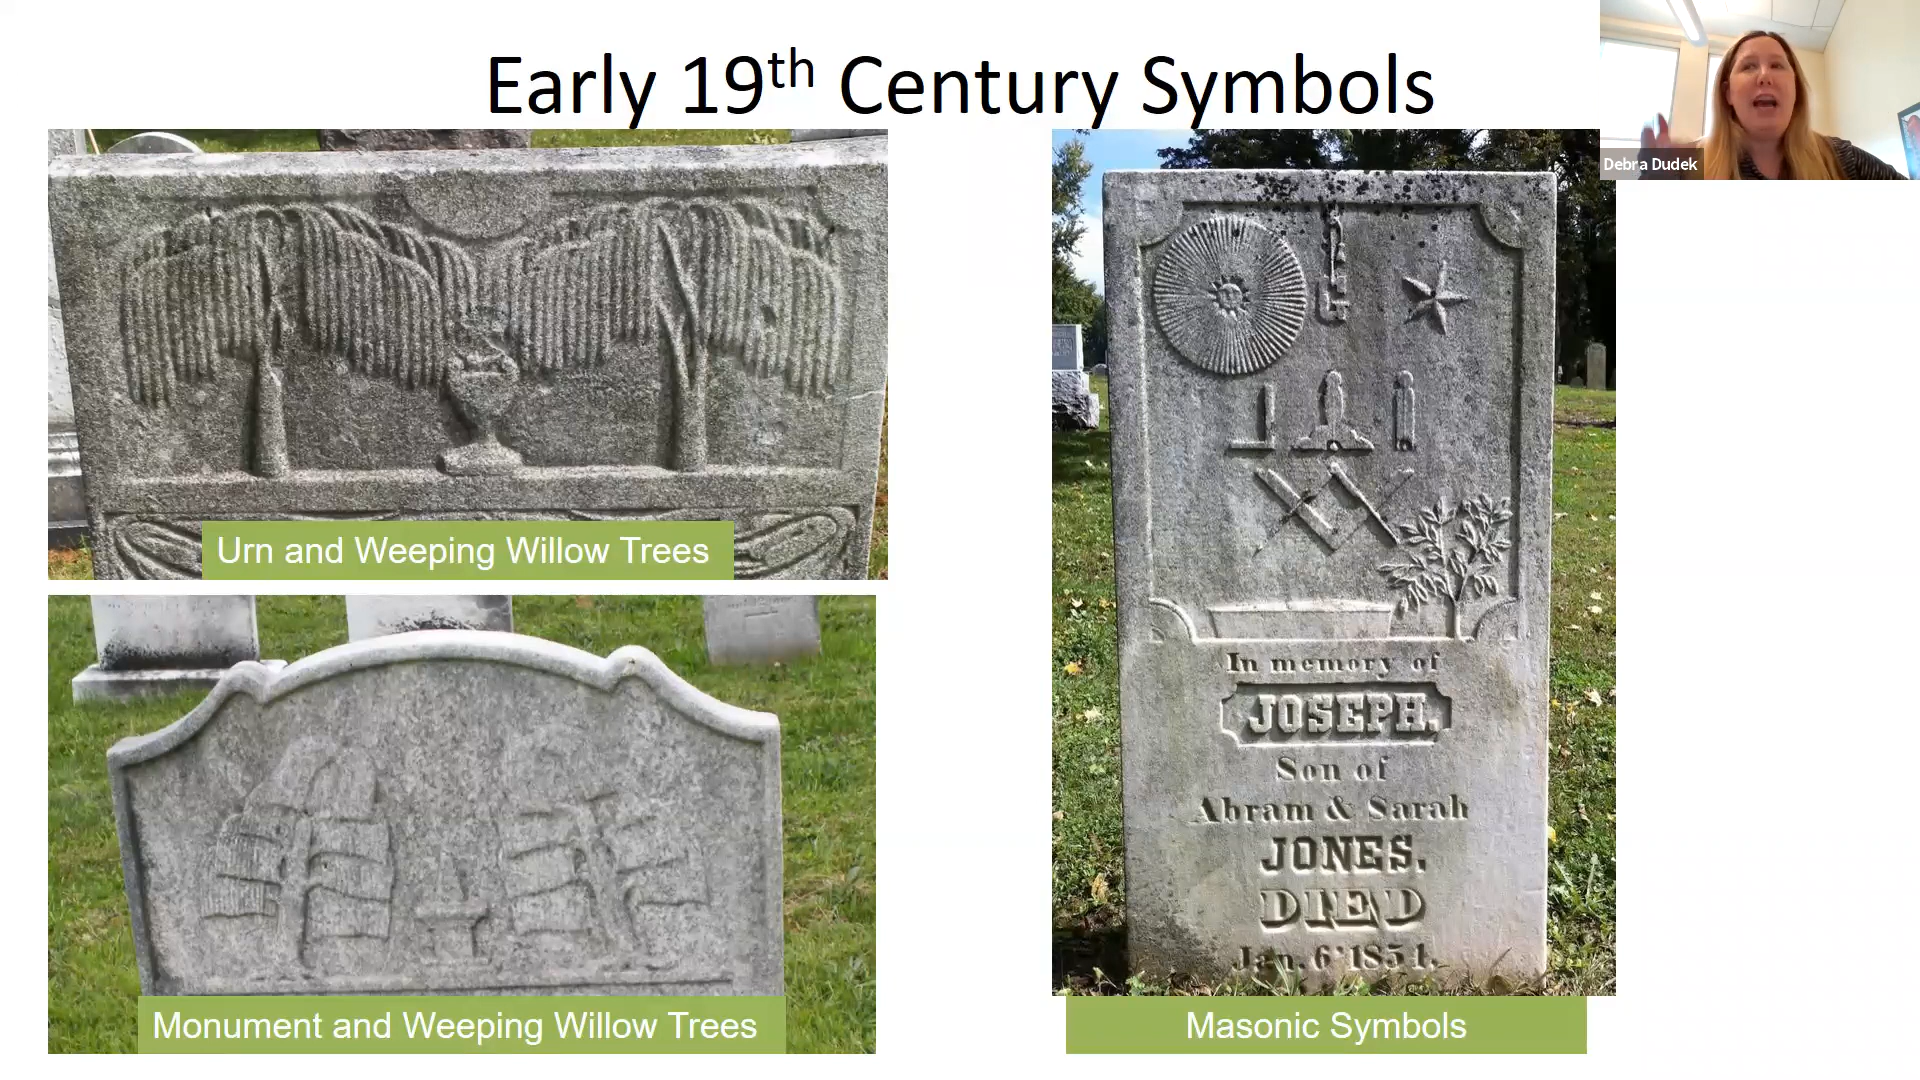 Early 19th Century Symbols
Debra Dudek
Urn and Weeping Willow Trees
Monument and Weeping Willow Trees
G
In memory of
JOSEPH.
Son of
Abram & Sarah
JONES.
DIED
Jan. 6 1854.
Masonic Symbols